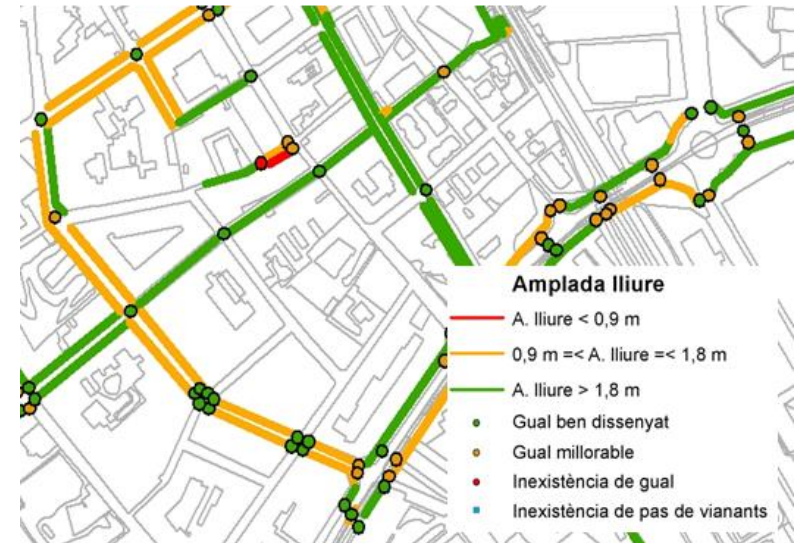 Amplada lliure
A. lliure < 0,9 m
0,9 m =< A. lliure =< 1,8 m
A. lliure > 1,8 m
Gual ben dissenyat
Gual millorable
Inexistència de gual
Inexistència de pas de vianants